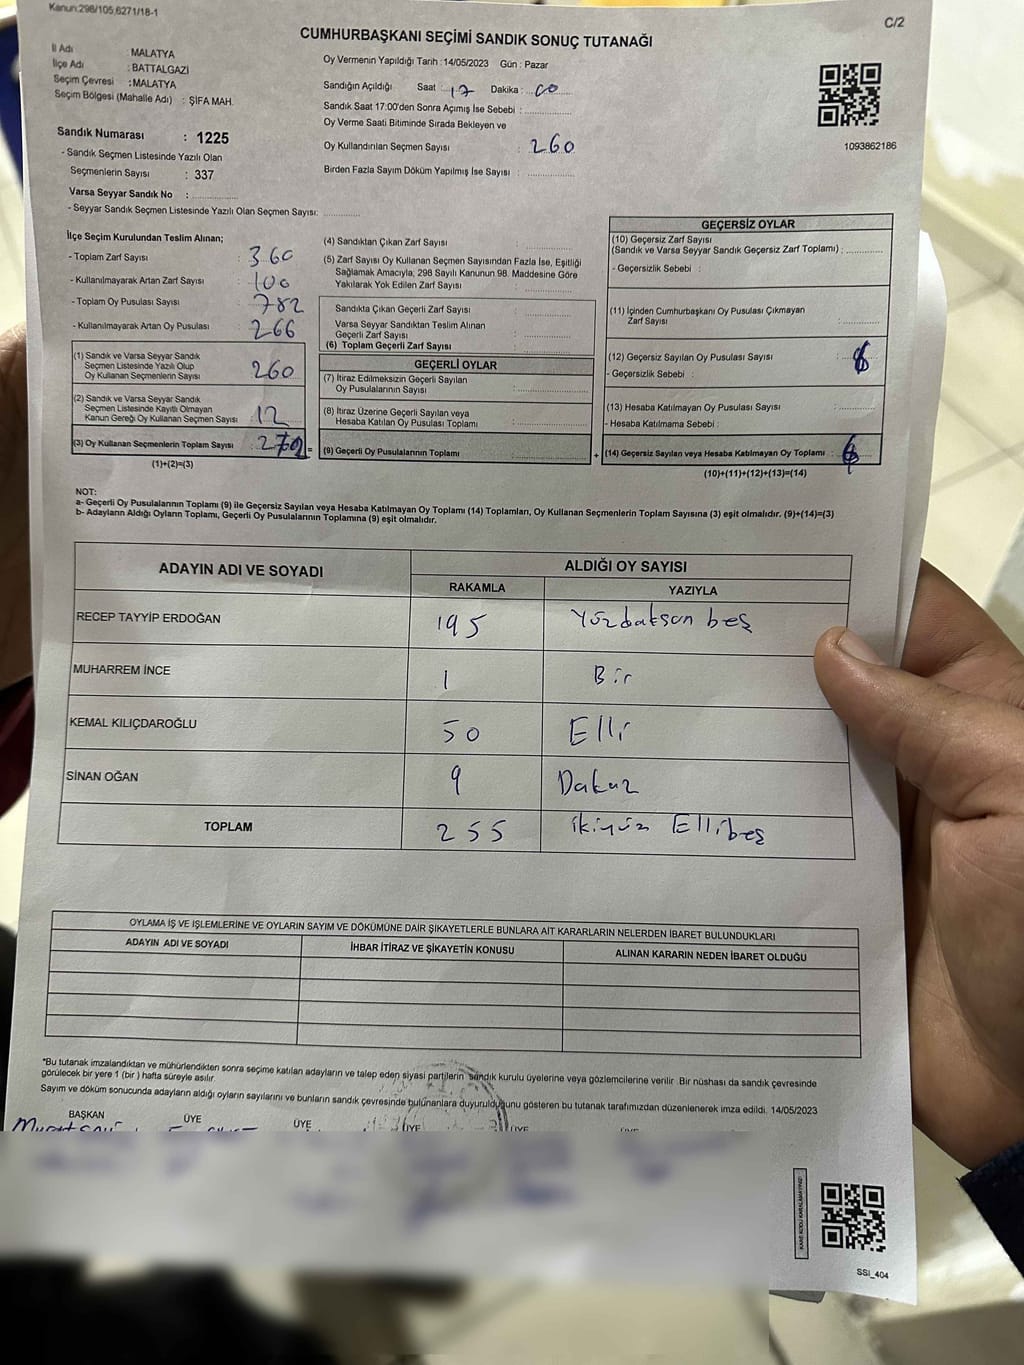 Kanun:298/105,6271/18-1
C/2
CUMHURBAŞKANI SEÇİMİ SANDIK SONUÇ TUTANAĞI
İl Adı : MALATYA
İlçe Adı : BATTALGAZİ
Seçim Çevresi : MALATYA
Seçim Bölgesi (Mahalle Adı) : ŞİFA MAH.
Sandık Numarası : 1225
- Sandık Seçmen Listesinde Yazılı Olan
Seçmenlerin Sayısı : 337
Varsa Seyyar Sandık No :
- Seyyar Sandık Seçmen Listesinde Yazılı Olan Seçmen Sayısı:
Oy Vermenin Yapıldığı Tarih : 14/05/2023 Gün : Pazar
Sandığın Açıldığı Saat : 17 Dakika : 00
Sandık Saat 17:00'den Sonra Açılmış İse Sebebi :
Oy Verme Saati Bitiminde Sırada Bekleyen ve
Oy Kullandırılan Seçmen Sayısı : 260
Birden Fazla Sayım Döküm Yapılmış İse Sayısı :
1093862186
İlçe Seçim Kurulundan Teslim Alınan;
- Toplam Zarf Sayısı : 360
- Kullanılmayarak Artan Zarf Sayısı : 100
- Toplam Oy Pusulası Sayısı : 782
- Kullanılmayarak Artan Oy Pusulası : 266
(1) Sandık ve Varsa Seyyar Sandık
Seçmen Listesinde Yazılı Olup
Oy Kullanan Seçmenlerin Sayısı : 260
(2) Sandık ve Varsa Seyyar Sandık
Seçmen Listesinde Kayıtlı Olmayan
Kanun Gereği Oy Kullanan Seçmen Sayısı : 12
(3) Oy Kullanan Seçmenlerin Toplam Sayısı : =
(1)+(2)=(3)
(4) Sandıktan Çıkan Zarf Sayısı :
(5) Zarf Sayısı Oy Kullanan Seçmen Sayısından Fazla İse, Eşitliği
Sağlamak Amacıyla; 298 Sayılı Kanunun 98. Maddesine Göre
Yakılarak Yok Edilen Zarf Sayısı :
Sandıkta Çıkan Geçerli Zarf Sayısı :
Varsa Seyyar Sandıktan Teslim Alınan
Geçerli Zarf Sayısı :
(6) Toplam Geçerli Zarf Sayısı :
GEÇERLİ OYLAR
(7) İtiraz Edilmeksizin Geçerli Sayılan
Oy Pusulalarının Sayısı :
(8) İtiraz Üzerine Geçerli Sayılan veya
Hesaba Katılan Oy Pusulası Toplamı :
(9) Geçerli Oy Pusulalarının Toplamı : +
GEÇERSİZ OYLAR
(10) Geçersiz Zarf Sayısı
(Sandık ve Varsa Seyyar Sandık Geçersiz Zarf Toplamı) :
- Geçersizlik Sebebi :
(11) İçinden Cumhurbaşkanı Oy Pusulası Çıkmayan
Zarf Sayısı :
(12) Geçersiz Sayılan Oy Pusulası Sayısı :
- Geçersizlik Sebebi :
(13) Hesaba Katılmayan Oy Pusulası Sayısı :
- Hesaba Katılmama Sebebi :
(14) Geçersiz Sayılan veya Hesaba Katılmayan Oy Toplamı :
(10)+(11)+(12)+(13)=(14)
NOT:
a- Geçerli Oy Pusulalarının Toplamı (9) ile Geçersiz Sayılan veya Hesaba Katılmayan Oy Toplamı (14) Toplamları, Oy Kullanan Seçmenlerin Toplam Sayısına (3) eşit olmalıdır. (9)+(14)=(3)
b- Adayların Aldığı Oyların Toplamı, Geçerli Oy Pusulalarının Toplamına (9) eşit olmalıdır.
ADAYIN ADI VE SOYADI ALDIĞI OY SAYISI
RAKAMLA YAZIYLA
RECEP TAYYİP ERDOĞAN 195 Yüzdaksan beş
MUHARREM İNCE 1 Bir
KEMAL KILIÇDAROĞLU 50 Elli
SİNAN OĞAN 9 Dakuz
TOPLAM 255 ikiyüz Ellibeş
OYLAMA İŞ VE İŞLEMLERİNE VE OYLARIN SAYIM VE DÖKÜMÜNE DAİR ŞİKAYETLERLE BUNLARA AİT KARARLARIN NELERDEN İBARET BULUNDUKLARI
ADAYIN ADI VE SOYADI İHBAR İTİRAZ VE ŞİKAYETİN KONUSU ALINAN KARARIN NEDEN İBARET OLDUĞU
*Bu tutanak imzalandıktan ve mühürlendikten sonra seçime katılan adayların ve talep eden siyasi partilerin sandık kurulu üyelerine veya gözlemcilerine verilir. Bir nüshası da sandık çevresinde
görülecek bir yere 1 (bir) hafta süreyle asılır.
Sayım ve döküm sonucunda adayların aldığı oyların sayılarını ve bunların sandık çevresinde bulunanlara duyurulduğunu gösteren bu tutanak tarafımızdan düzenlenerek imza edildi. 14/05/2023
BAŞKAN ÜYE ÜYE ÜYE ÜYE ÜYE
SSI_404